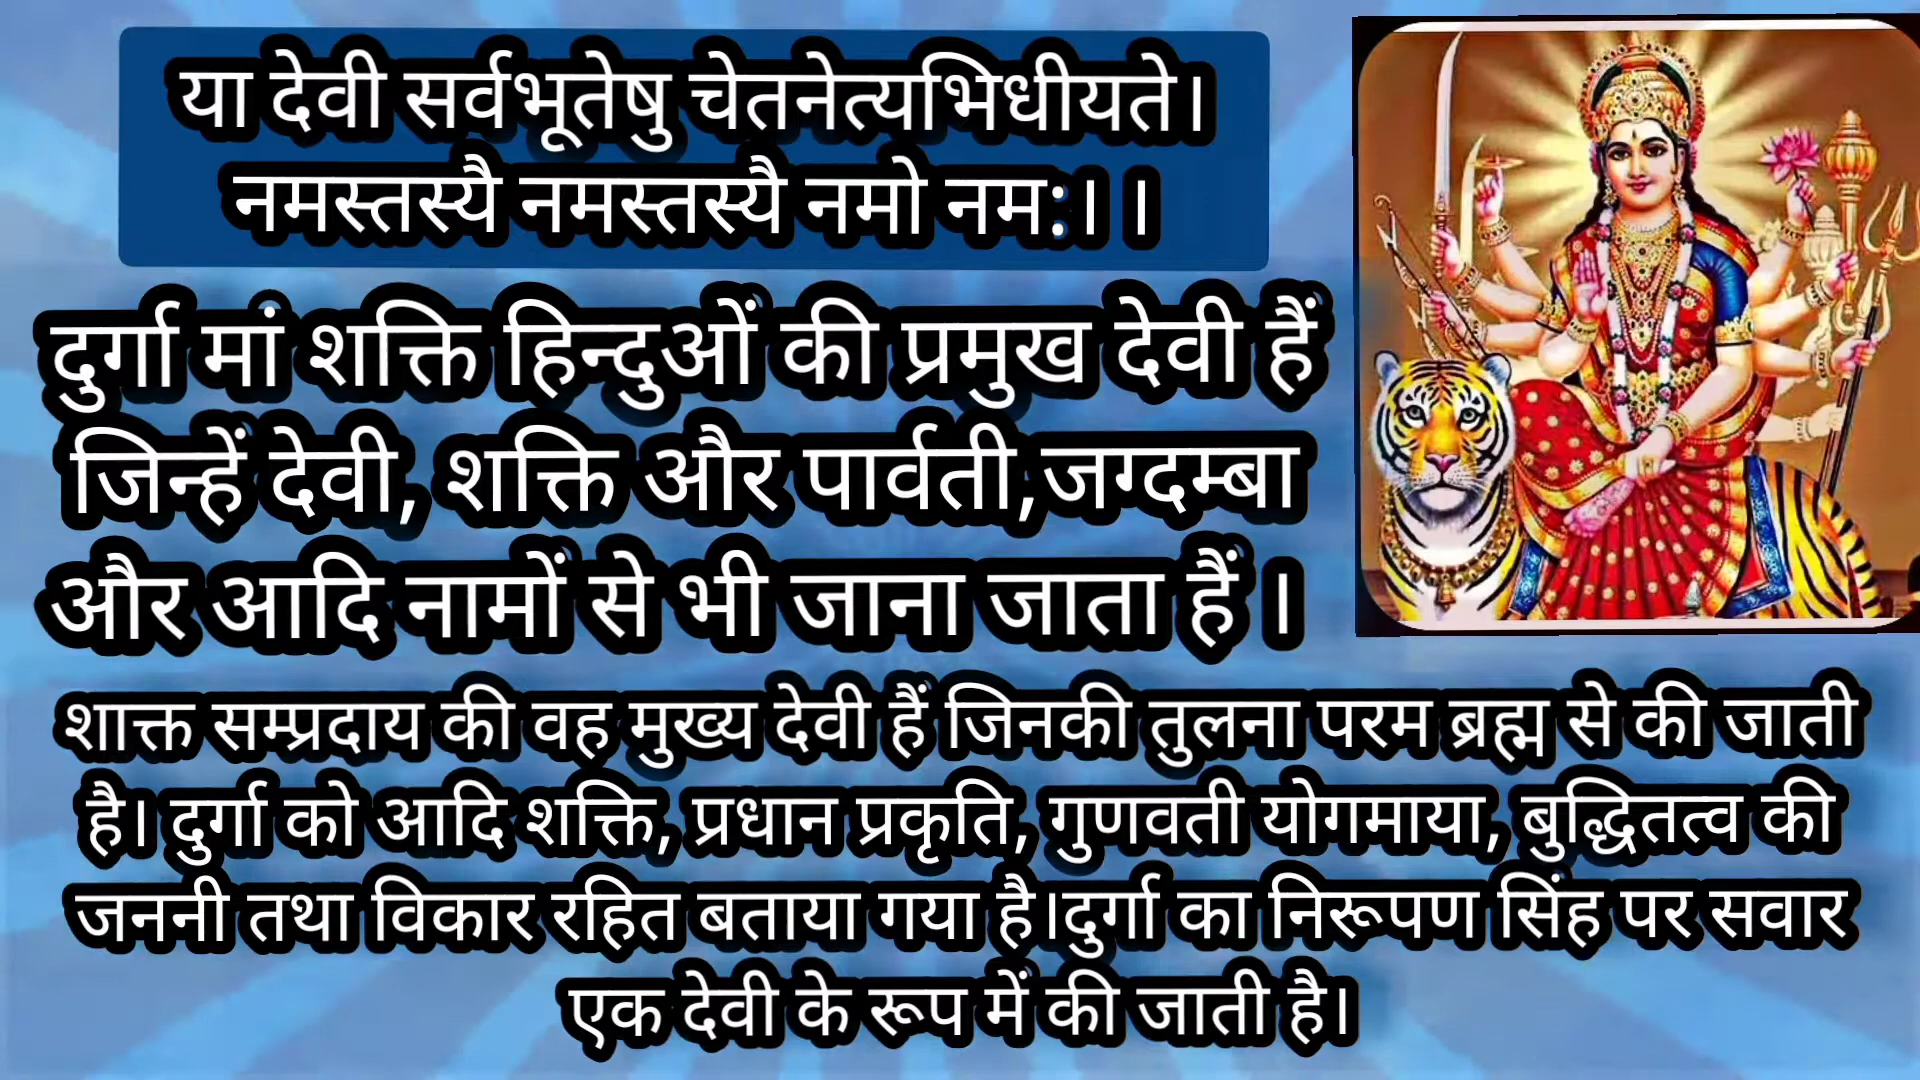 या देवी सर्वभूतेषु चेतनेत्यभिधीयते।
नमस्तस्यै नमस्तस्यै नमो नम:। ।
दुर्गा मां शक्ति हिन्दुओं की प्रमुख देवी हैं
जिन्हें देवी, शक्ति और पार्वती,जग्दम्बा
और आदि नामों से भी जाना जाता हैं ।
शाक्त सम्प्रदाय की वह मुख्य देवी हैं जिनकी तुलना परम ब्रह्म से की जाती
है। दुर्गा को आदि शक्ति, प्रधान प्रकृति, गुणवती योगमाया, बुद्धितत्व की
जननी तथा विकार रहित बताया गया है।दुर्गा का निरूपण सिंह पर सवार
एक देवी के रूप में की जाती है।